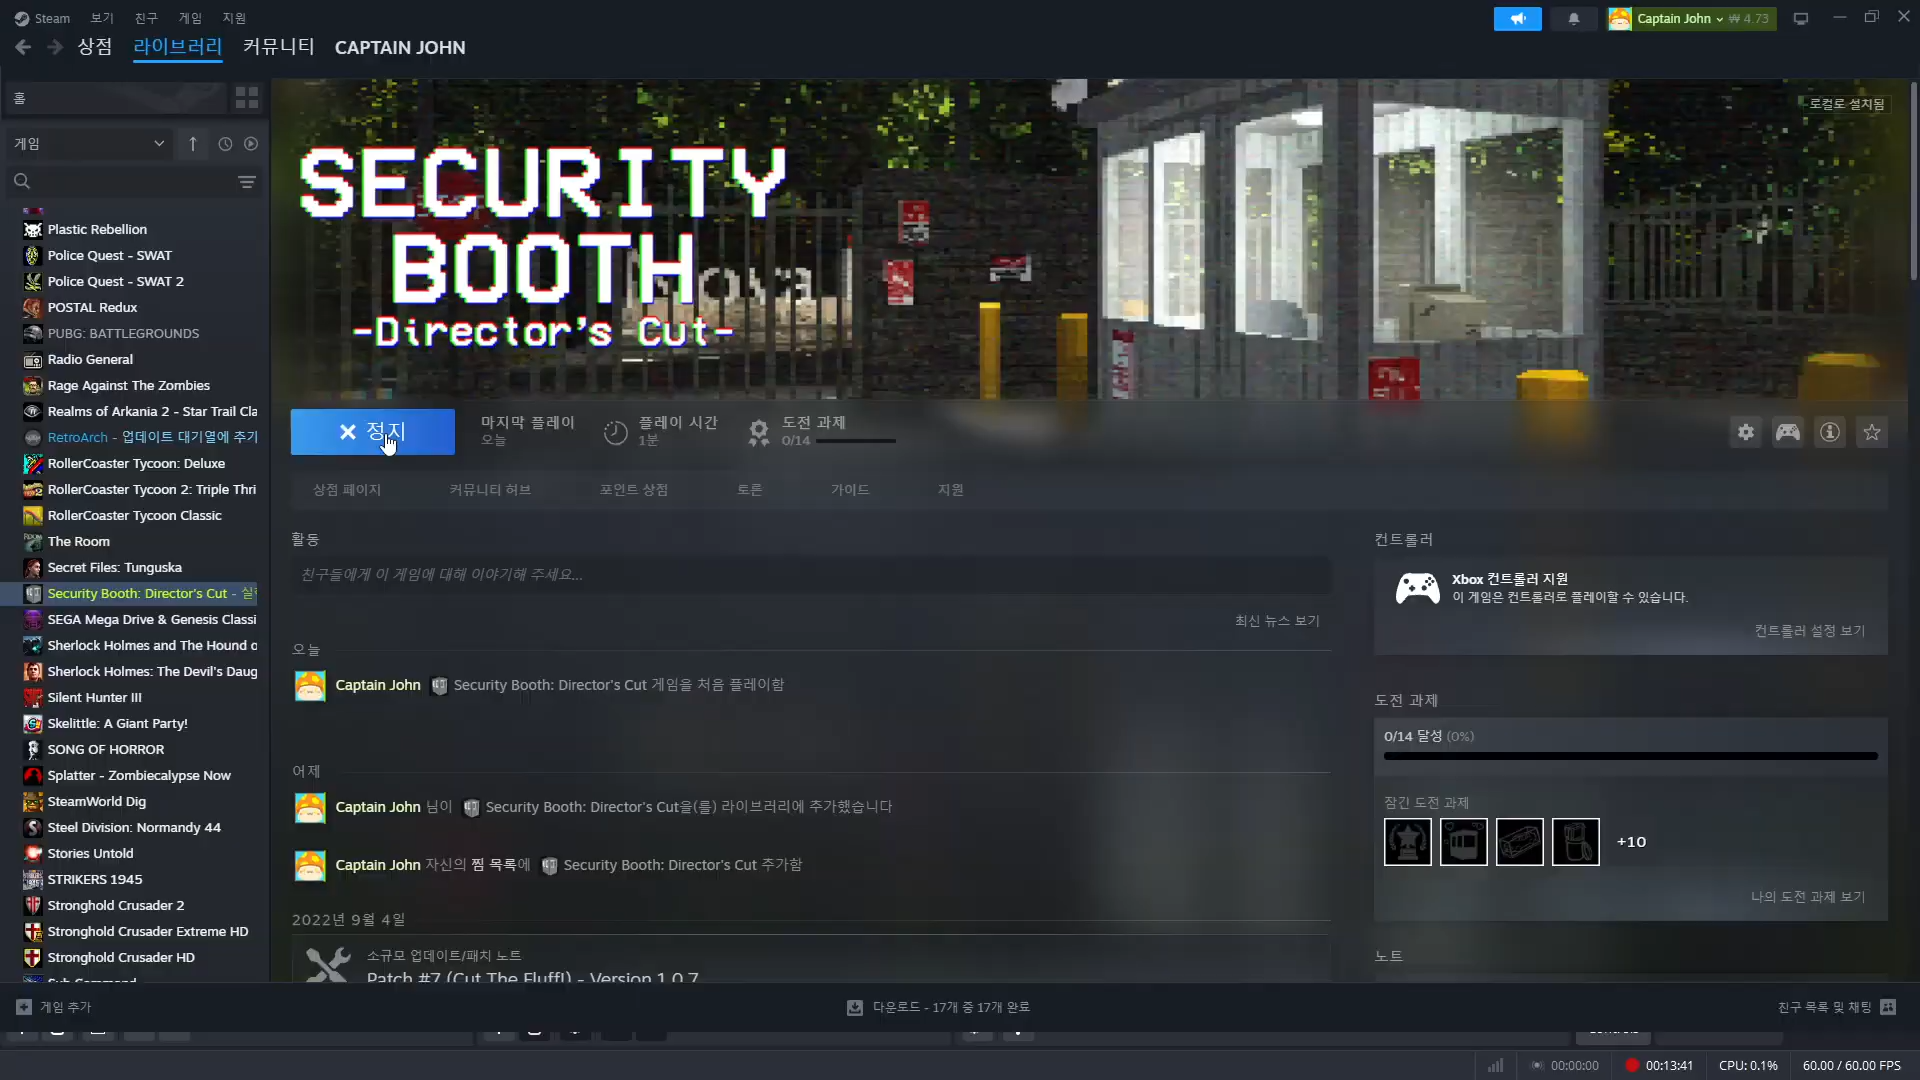 Steam 보기 친구 게임 지원
Captain John ₩ 4.73
상점 라이브러리 커뮤니티 CAPTAIN JOHN
홈
게임
Plastic Rebellion
Police Quest - SWAT
Police Quest - SWAT 2
POSTAL Redux
PUBG: BATTLEGROUNDS
Radio General
Rage Against The Zombies
Realms of Arkania 2 - Star Trail Cla
RetroArch - 업데이트 대기열에 추가
RollerCoaster Tycoon: Deluxe
RollerCoaster Tycoon 2: Triple Thri
RollerCoaster Tycoon Classic
The Room
Secret Files: Tunguska
Security Booth: Director's Cut - 실행
SEGA Mega Drive & Genesis Classi
Sherlock Holmes and The Hound o
Sherlock Holmes: The Devil's Daug
Silent Hunter III
Skelittle: A Giant Party!
SONG OF HORROR
Splatter - Zombiecalypse Now
SteamWorld Dig
Steel Division: Normandy 44
Stories Untold
STRIKERS 1945
Stronghold Crusader 2
Stronghold Crusader Extreme HD
Stronghold Crusader HD
로컬로 설치됨
SECURITY
BOOTH
-Director's Cut-
정지
마지막 플레이
오늘
플레이 시간
1분
도전 과제
0/14
상점 페이지 커뮤니티 허브 포인트 상점 토론 가이드 지원
활동
친구들에게 이 게임에 대해 이야기해 주세요...
최신 뉴스 보기
오늘
Captain John Security Booth: Director's Cut 게임을 처음 플레이함
어제
Captain John 님이 Security Booth: Director's Cut을(를) 라이브러리에 추가했습니다
Captain John 자신의 찜 목록에 Security Booth: Director's Cut 추가함
2022년 9월 4일
소규모 업데이트/패치 노트
Patch #7 (Cut The Fluff!) - Version 1.0.7
컨트롤러
Xbox 컨트롤러 지원
이 게임은 컨트롤러로 플레이할 수 있습니다.
컨트롤러 설정 보기
도전 과제
0/14 달성 (0%)
잠긴 도전 과제
+10
나의 도전 과제 보기
노트
게임 추가
다운로드 - 17개 중 17개 완료
친구 목록 및 채팅
00:00:00 00:13:41 CPU: 0.1% 60.00 / 60.00 FPS